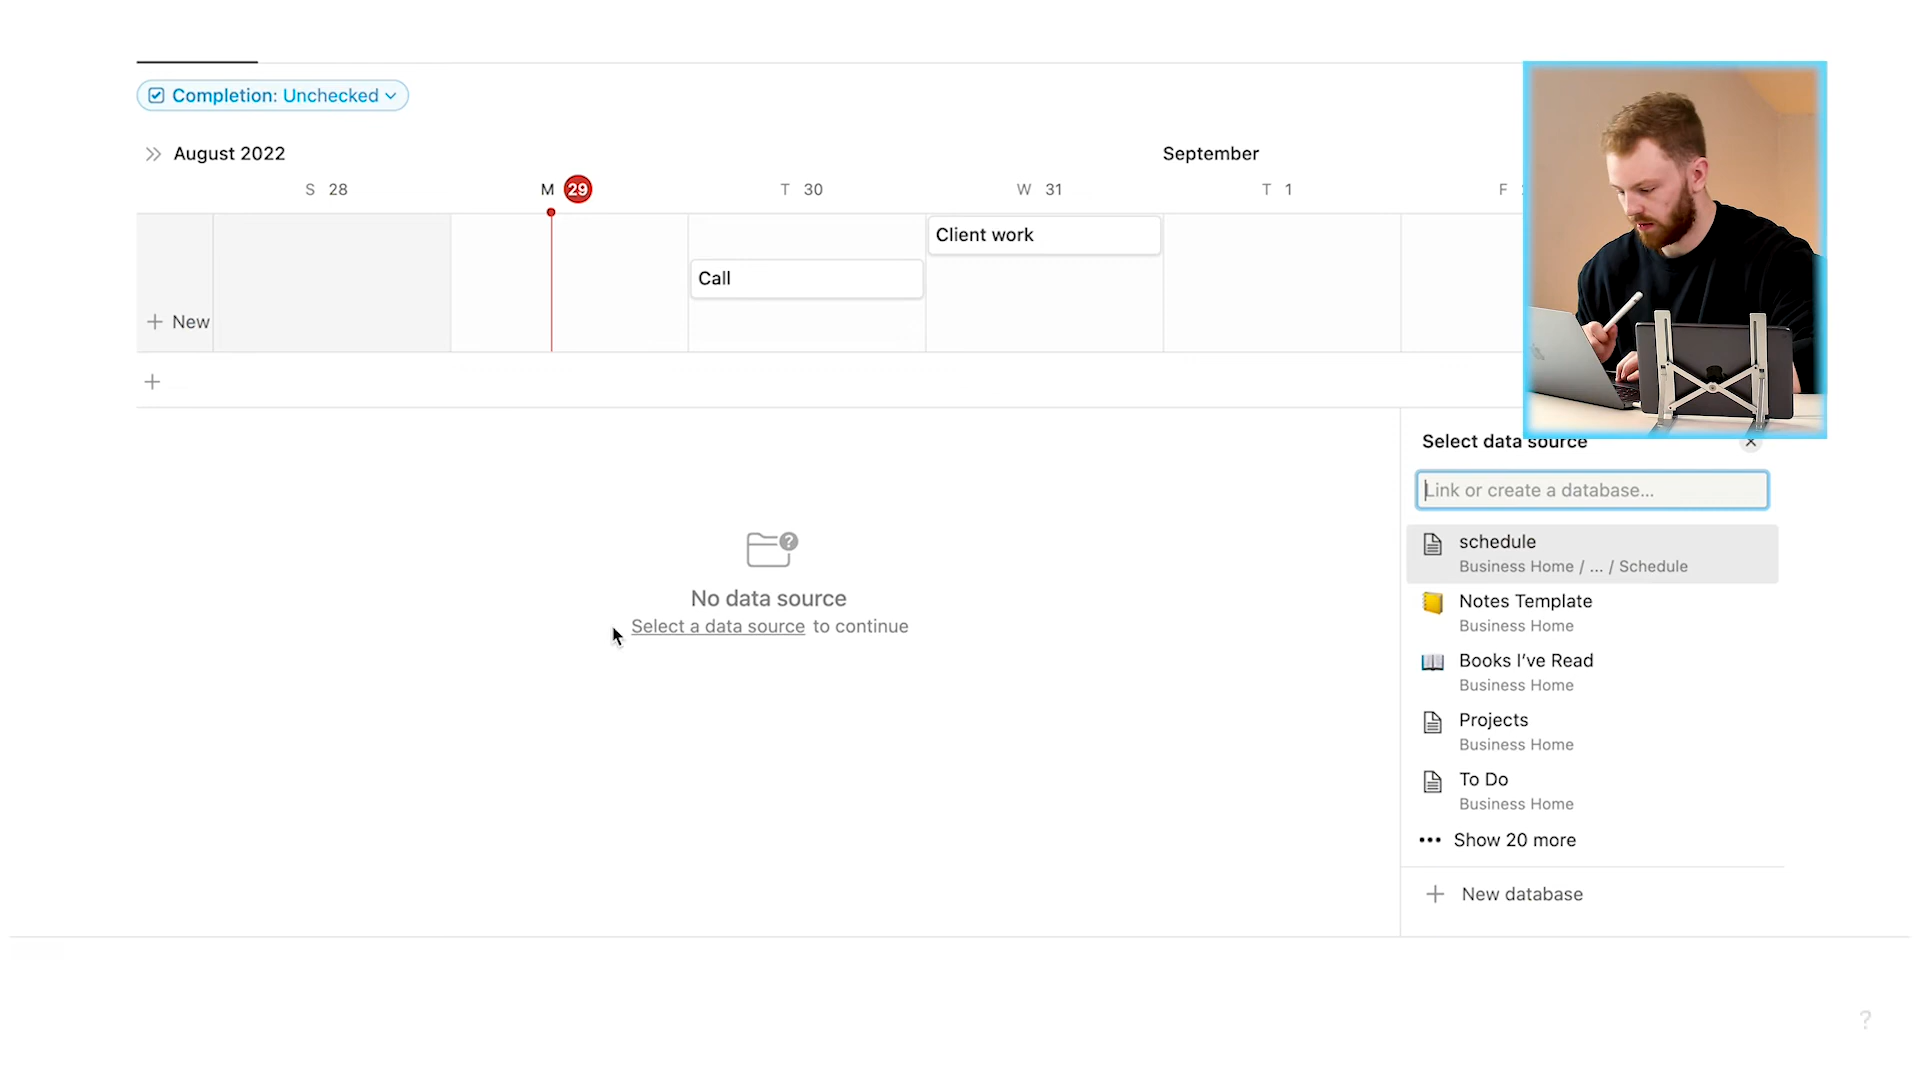 Completion: Unchecked
August 2022
September
S 28
M 29
T 30
W 31
T 1
F
Client work
Call
New
Select data source
Link or create a database...
No data source
Select a data source to continue
schedule
Business Home / ... / Schedule
Notes Template
Business Home
Books I've Read
Business Home
Projects
Business Home
To Do
Business Home
Show 20 more
New database
?